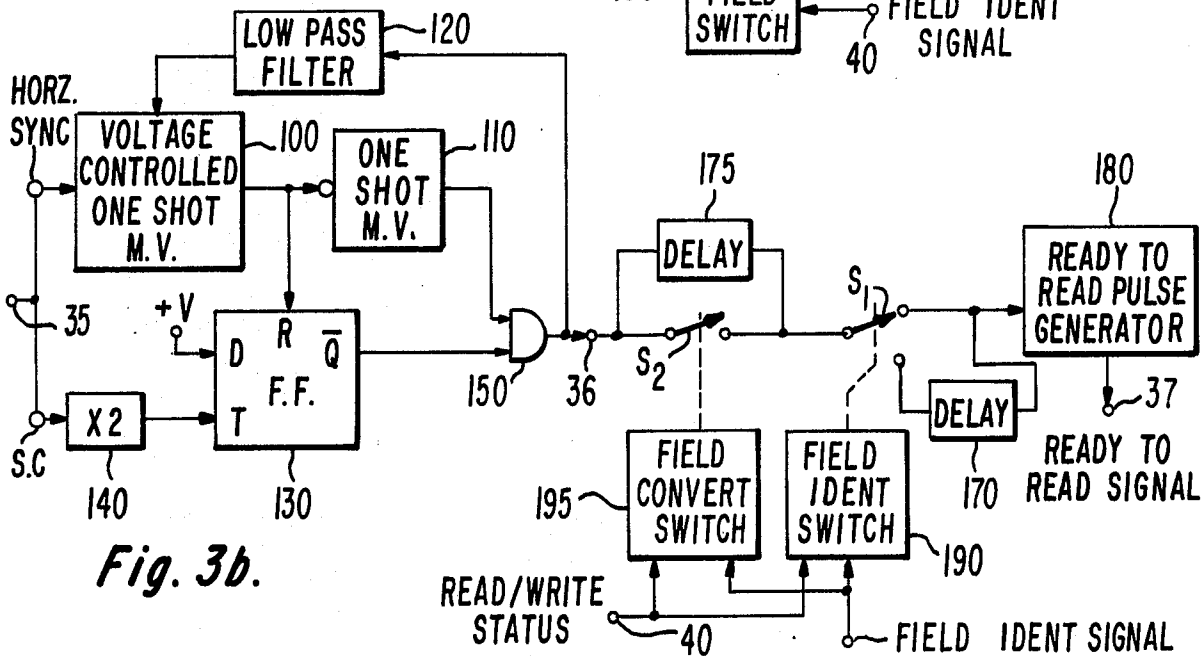 SWITCH
40
FIELD IDENT
SIGNAL
LOW PASS
FILTER
120
HORZ.
SYNC
VOLTAGE
CONTROLLED
ONE SHOT
M.V.
100
ONE
SHOT
M.V.
110
35
+V
D
R
Q̅
F.F.
T
130
S.C
X2
140
150
36
175
DELAY
S2
S1
180
READY TO
READ PULSE
GENERATOR
37
READY TO
READ SIGNAL
DELAY
170
195
FIELD
CONVERT
SWITCH
FIELD
IDENT
SWITCH
190
READ/WRITE
STATUS
40
FIELD IDENT SIGNAL
Fig. 3b.